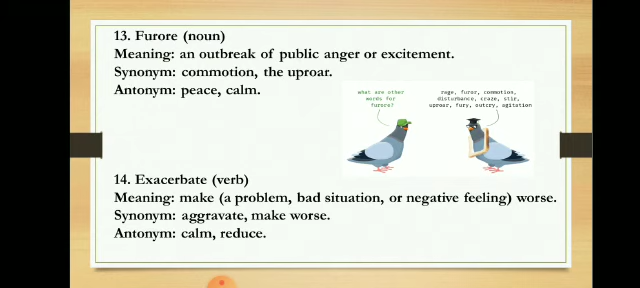 13. Furore (noun)
Meaning: an outbreak of public anger or excitement.
Synonym: commotion, the uproar.
Antonym: peace, calm.
what are other
words for
furore?
rage, furor, commotion,
disturbance, craze, stir,
uproar, fury, outcry, agitation
14. Exacerbate (verb)
Meaning: make (a problem, bad situation, or negative feeling) worse.
Synonym: aggravate, make worse.
Antonym: calm, reduce.